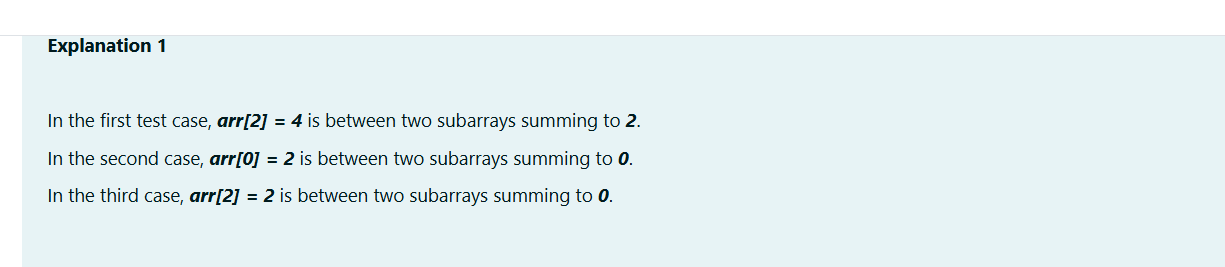 Explanation 1
In the first test case, arr[2] = 4 is between two subarrays summing to 2.
In the second case, arr[0] = 2 is between two subarrays summing to 0.
In the third case, arr[2] = 2 is between two subarrays summing to 0.